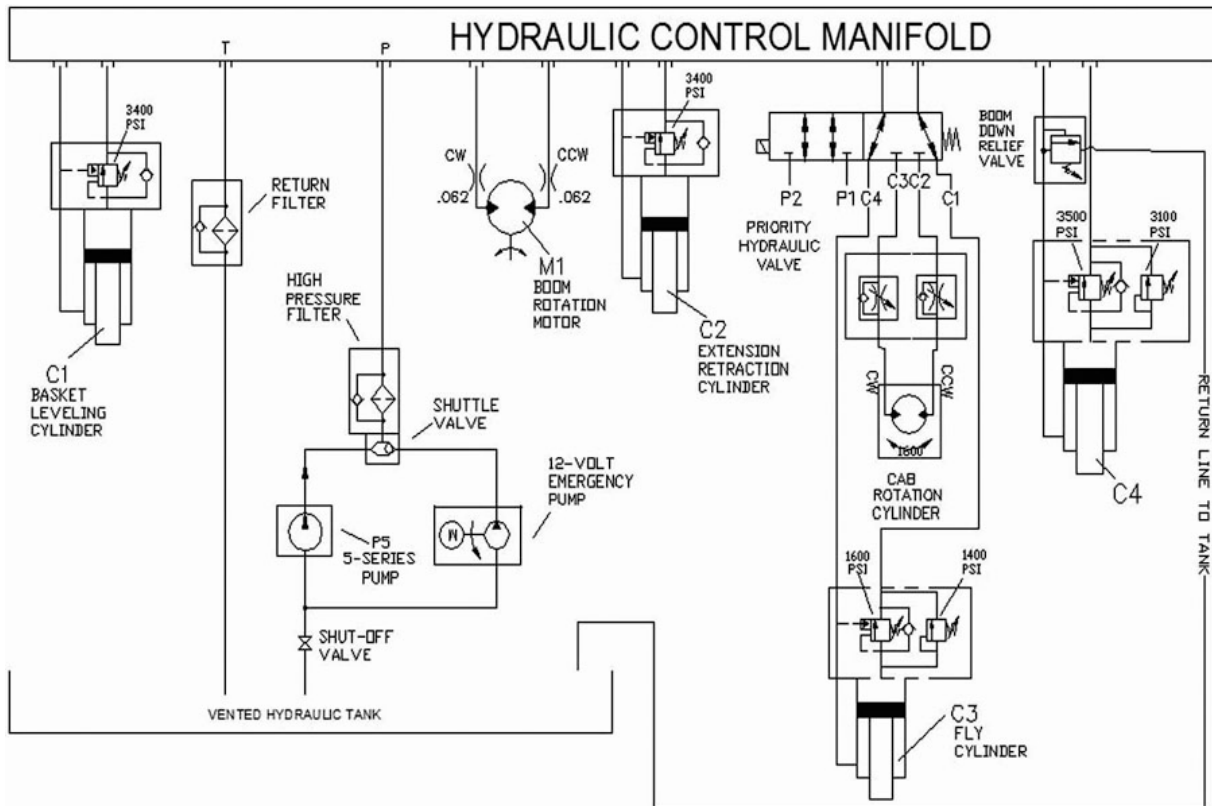 HYDRAULIC CONTROL MANIFOLD
T
P
3400
PSI
C1
BASKET
LEVELING
CYLINDER
RETURN
FILTER
HIGH
PRESSURE
FILTER
SHUTTLE
VALVE
12-VOLT
EMERGENCY
PUMP
M
P5
5-SERIES
PUMP
SHUT-OFF
VALVE
VENTED HYDRAULIC TANK
CW
CCW
.062
.062
M1
BOOM
ROTATION
MOTOR
3400
PSI
C2
EXTENSION
RETRACTION
CYLINDER
P2
P1
C4
C3
C2
C1
PRIORITY
HYDRAULIC
VALVE
CW
CCW
1600
CAB
ROTATION
CYLINDER
1600
PSI
1400
PSI
C3
FLY
CYLINDER
BOOM
DOWN
RELIEF
VALVE
3500
PSI
3100
PSI
C4
RETURN LINE TO TANK